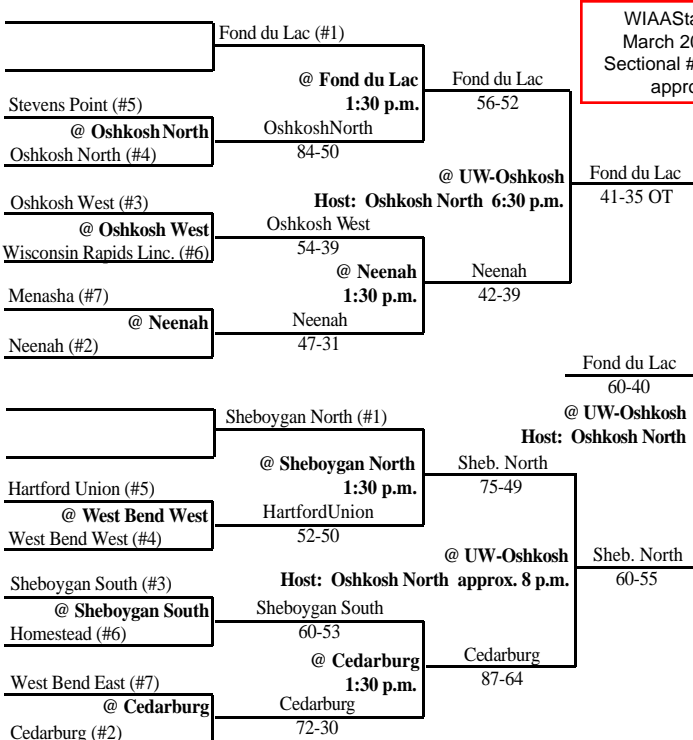 WIAASta
March 20
Sectional #
appro
Fond du Lac (#1)
@ Fond du Lac
1:30 p.m.
Fond du Lac
56-52
Stevens Point (#5)
@ Oshkosh North
Oshkosh North (#4)
OshkoshNorth
84-50
@ UW-Oshkosh
Host: Oshkosh North 6:30 p.m.
Fond du Lac
41-35 OT
Oshkosh West (#3)
@ Oshkosh West
Wisconsin Rapids Linc. (#6)
Oshkosh West
54-39
@ Neenah
1:30 p.m.
Neenah
42-39
Menasha (#7)
@ Neenah
Neenah (#2)
Neenah
47-31
Fond du Lac
60-40
@ UW-Oshkosh
Host: Oshkosh North
Sheboygan North (#1)
@ Sheboygan North
1:30 p.m.
Sheb. North
75-49
Hartford Union (#5)
@ West Bend West
West Bend West (#4)
HartfordUnion
52-50
@ UW-Oshkosh
Host: Oshkosh North approx. 8 p.m.
Sheb. North
60-55
Sheboygan South (#3)
@ Sheboygan South
Homestead (#6)
Sheboygan South
60-53
@ Cedarburg
1:30 p.m.
Cedarburg
87-64
West Bend East (#7)
@ Cedarburg
Cedarburg (#2)
Cedarburg
72-30